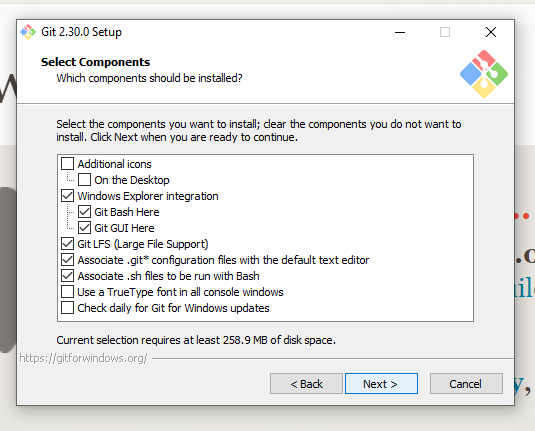 Git 2.30.0 Setup
Select Components
Which components should be installed?
Select the components you want to install; clear the components you do not want to
install. Click Next when you are ready to continue.
Additional icons
On the Desktop
Windows Explorer integration
Git Bash Here
Git GUI Here
Git LFS (Large File Support)
Associate .git* configuration files with the default text editor
Associate .sh files to be run with Bash
Use a TrueType font in all console windows
Check daily for Git for Windows updates
Current selection requires at least 258.9 MB of disk space.
https://gitforwindows.org/
< Back
Next >
Cancel